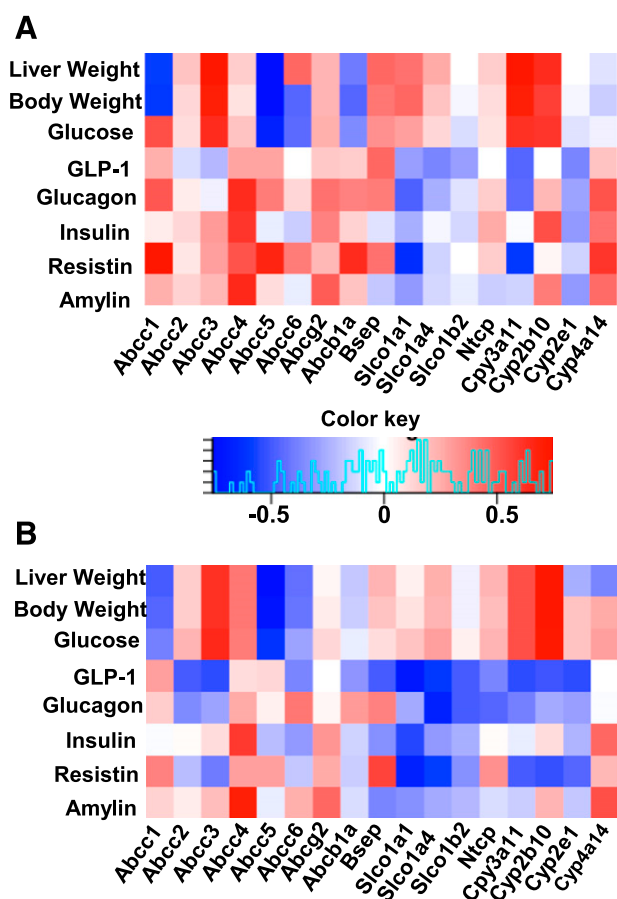 A
Liver Weight
Body Weight
Glucose
GLP-1
Glucagon
Insulin
Resistin
Amylin
Abcc1
Abcc2
Abcc3
Abcc4
Abcc5
Abcc6
Abcg2
Abcb1a
Bsep
Slco1a1
Slco1a4
Slco1b2
Ntcp
Cpy3a11
Cyp2b10
Cyp2e1
Cyp4a14
Color key
-0.5 0 0.5
B
Liver Weight
Body Weight
Glucose
GLP-1
Glucagon
Insulin
Resistin
Amylin
Abcc1
Abcc2
Abcc3
Abcc4
Abcc5
Abcc6
Abcg2
Abcb1a
Bsep
Slco1a1
Slco1a4
Slco1b2
Ntcp
Cpy3a11
Cyp2b10
Cyp2e1
Cyp4a14